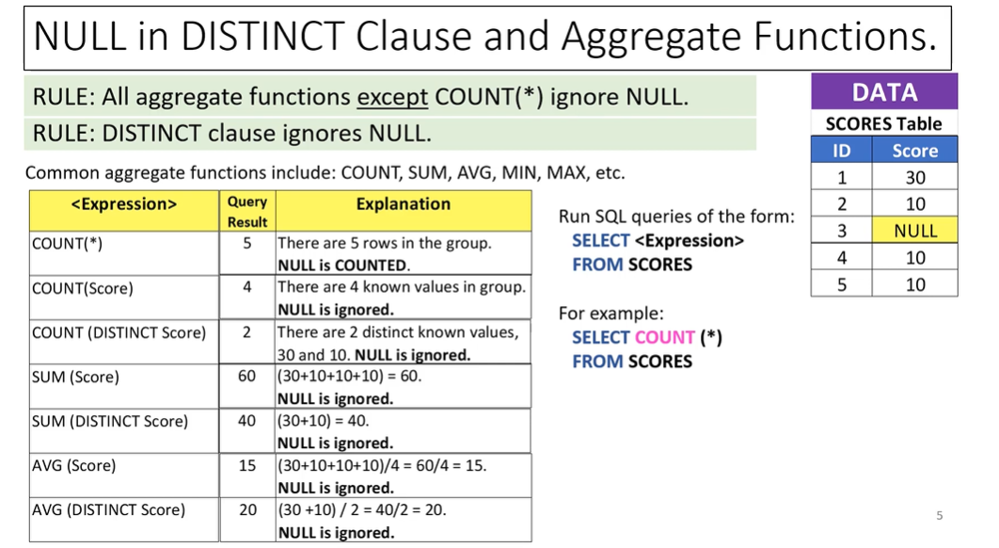 NULL in DISTINCT Clause and Aggregate Functions.
RULE: All aggregate functions except COUNT(*) ignore NULL.
RULE: DISTINCT clause ignores NULL.
Common aggregate functions include: COUNT, SUM, AVG, MIN, MAX, etc.
<Expression> Query Result Explanation
COUNT(*) 5 There are 5 rows in the group.
NULL is COUNTED.
COUNT(Score) 4 There are 4 known values in group.
NULL is ignored.
COUNT (DISTINCT Score) 2 There are 2 distinct known values,
30 and 10. NULL is ignored.
SUM (Score) 60 (30+10+10+10) = 60.
NULL is ignored.
SUM (DISTINCT Score) 40 (30+10) = 40.
NULL is ignored.
AVG (Score) 15 (30+10+10+10)/4 = 60/4 = 15.
NULL is ignored.
AVG (DISTINCT Score) 20 (30 +10) / 2 = 40/2 = 20.
NULL is ignored.
Run SQL queries of the form:
SELECT <Expression>
FROM SCORES
For example:
SELECT COUNT (*)
FROM SCORES
DATA
SCORES Table
ID Score
1 30
2 10
3 NULL
4 10
5 10
5